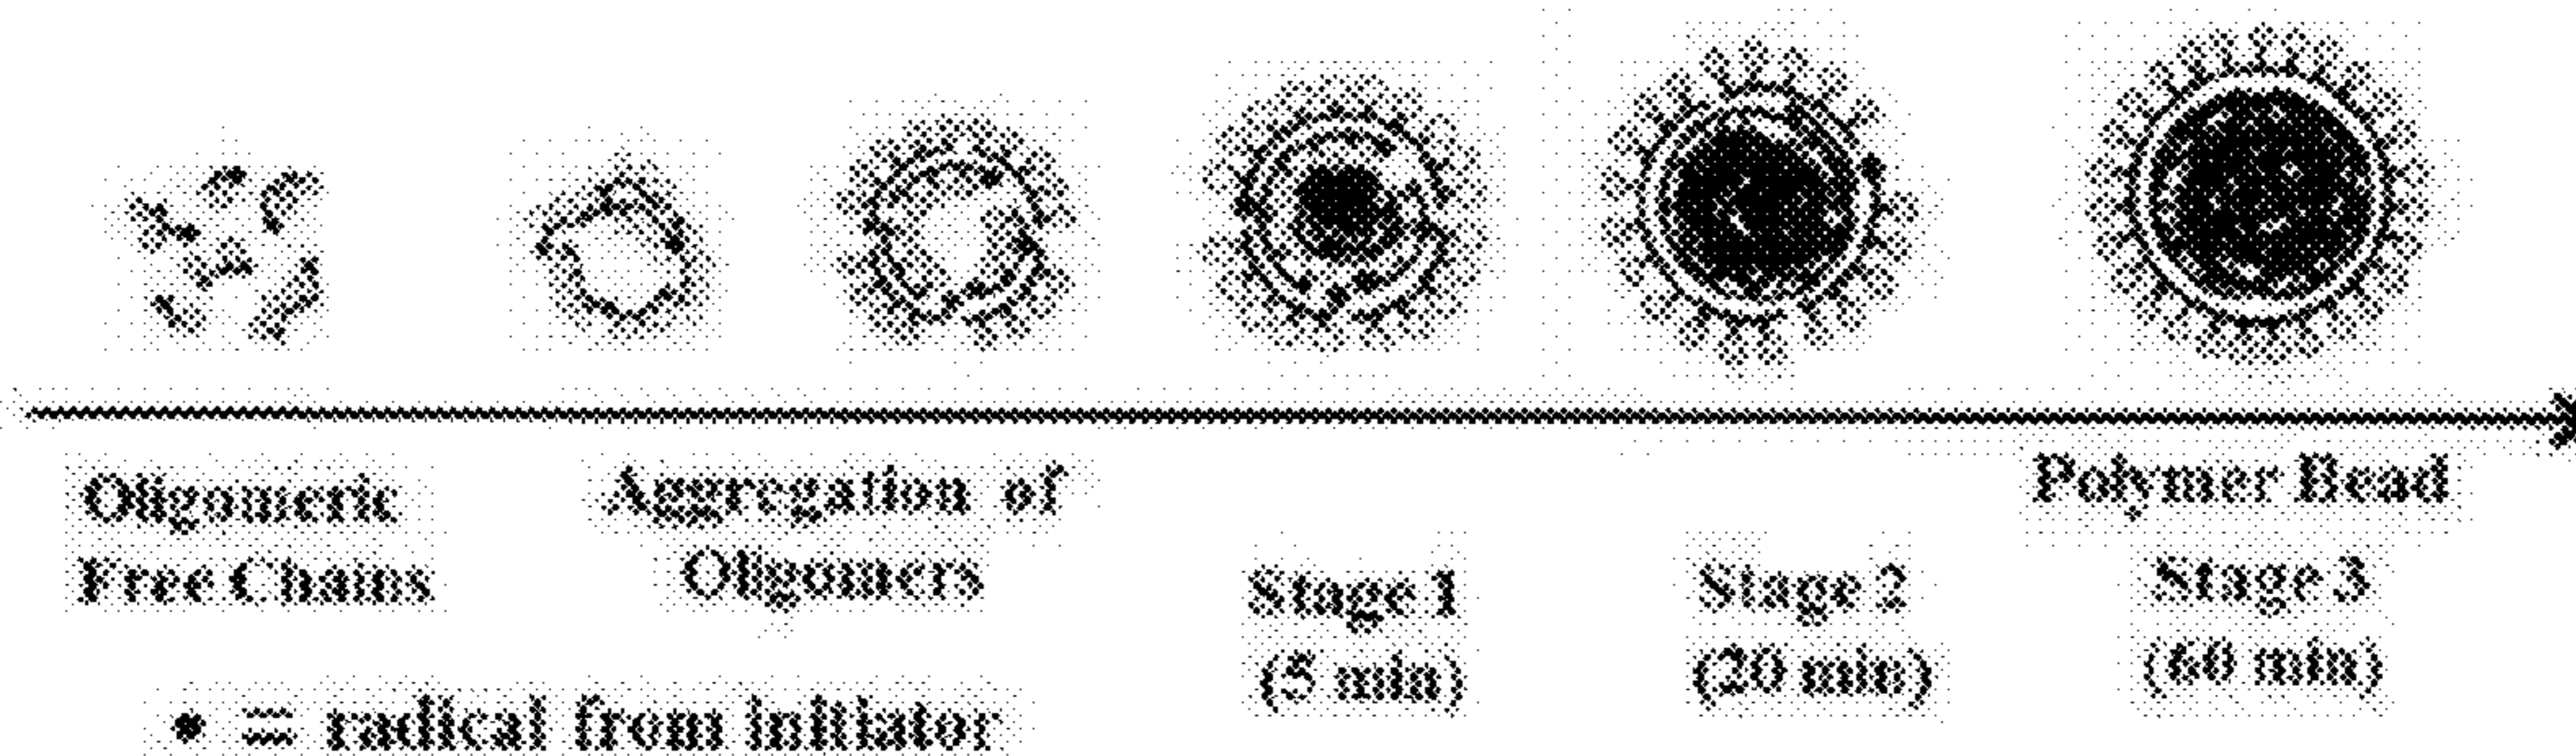 Oligomeric
Free Chains
Aggregation of
Oligomers
Stage 1
(5 min)
Stage 2
(20 min)
Polymer Bead
Stage 3
(60 min)
• = radical from initiator